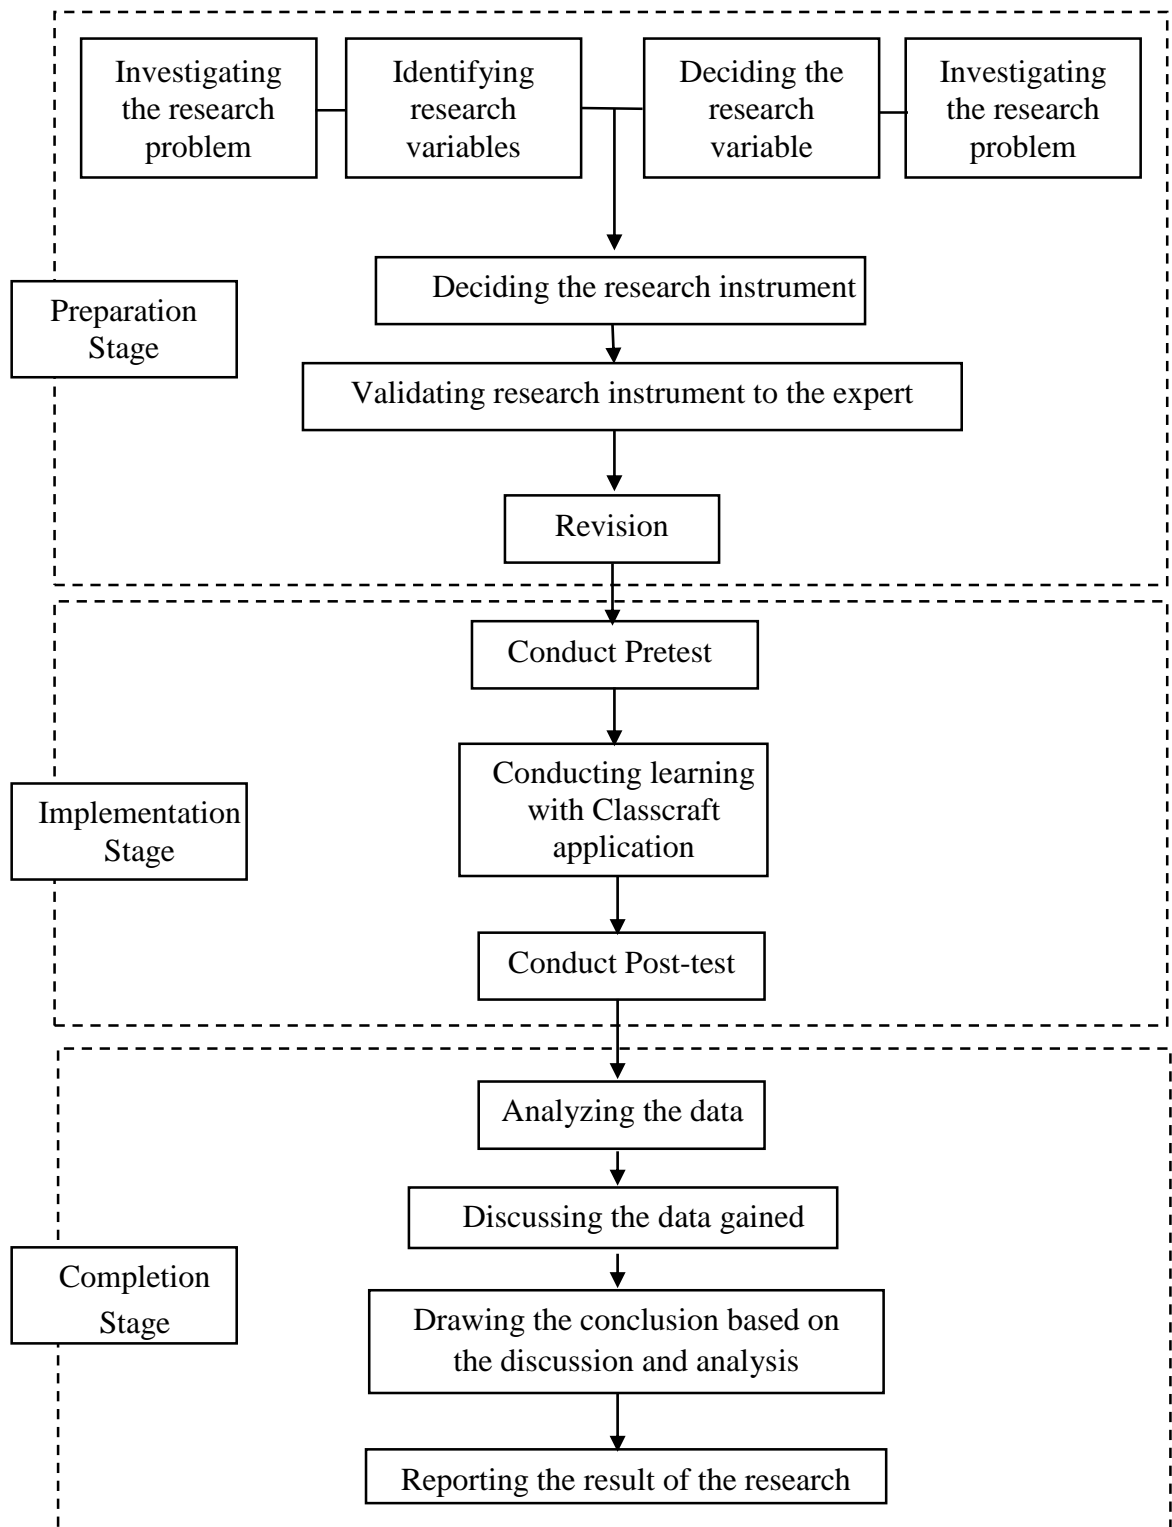 Investigating
the research
problem
Identifying
research
variables
Deciding the
research
variable
Investigating
the research
problem
Deciding the research instrument
Preparation
Stage
Validating research instrument to the expert
Revision
Conduct Pretest
Conducting learning
with Classcraft
application
Implementation
Stage
Conduct Post-test
Analyzing the data
Discussing the data gained
Completion
Stage
Drawing the conclusion based on
the discussion and analysis
Reporting the result of the research